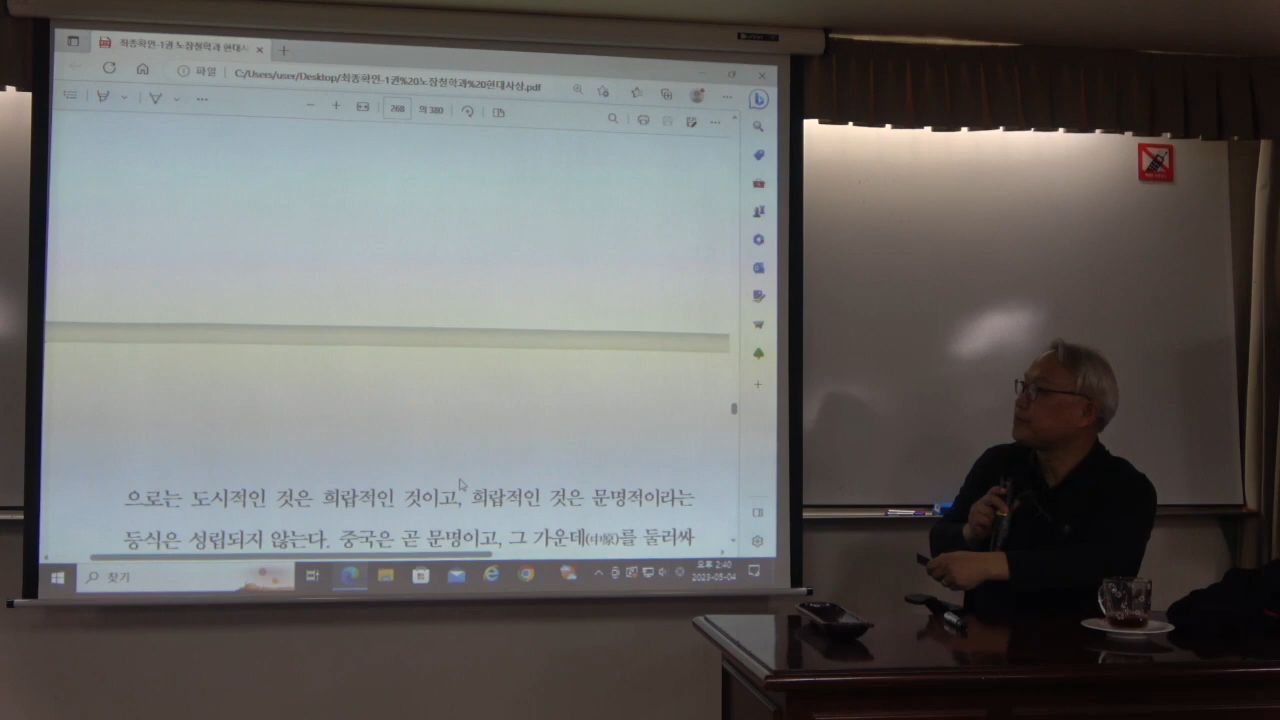 최종확인-1권 노장철학과 현대사
파일 C:/Users/user/Desktop/최종확인-1권%20노장철학과%20현대사상.pdf
268 의 380
으로는 도시적인 것은 희랍적인 것이고, 희랍적인 것은 문명적이라는
등식은 성립되지 않는다. 중국은 곧 문명이고, 그 가운데(中原)를 둘러싸
찾기
오후 2:40
2023-05-04